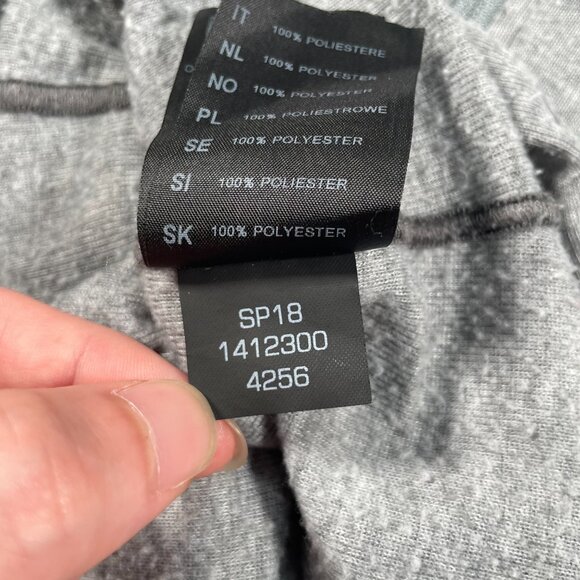 IT 100% POLIESTERE
NL 100% POLYESTER
NO 100% POLYESTER
PL 100% POLIESTROWE
SE 100% POLYESTER
SI 100% POLIESTER
SK 100% POLYESTER
SP18
1412300
4256